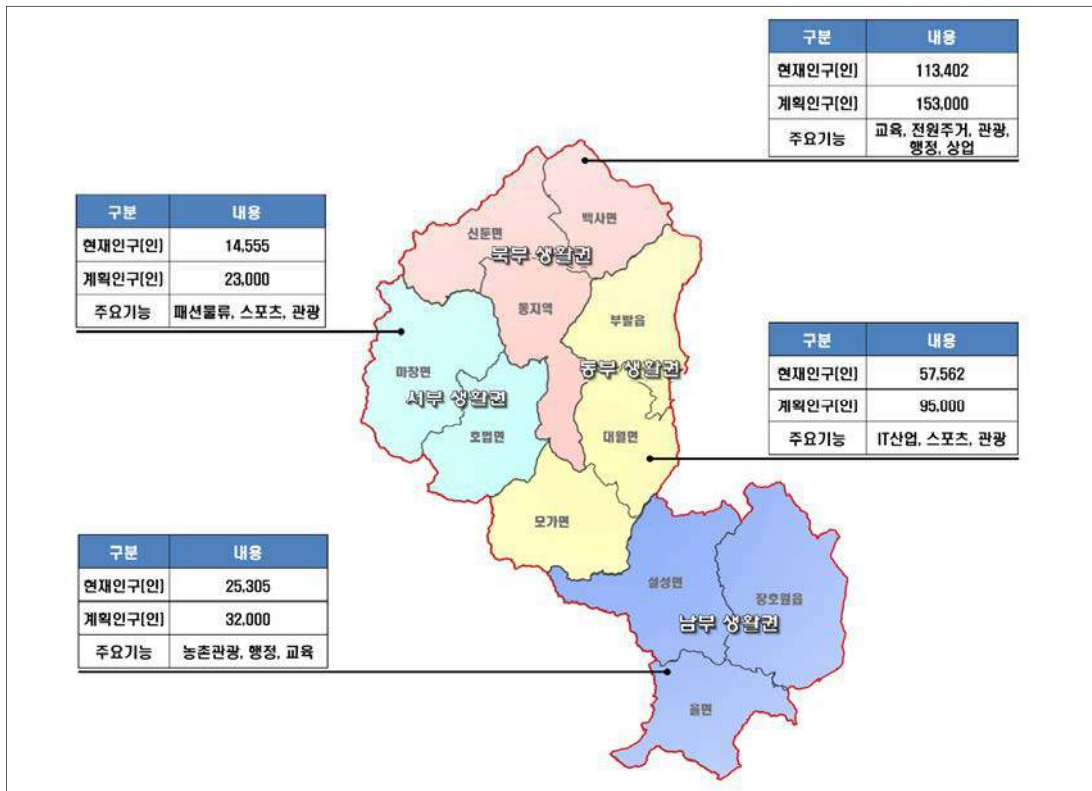 구분 내용
현재인구(인) 113,402
계획인구(인) 153,000
주요기능 교육, 전원주거, 관광,
행정, 상업
구분 내용
현재인구(인) 14,555
계획인구(인) 23,000
주요기능 패션물류, 스포츠, 관광
백사면
신둔면
북부 생활권
동지역
부발읍
구분 내용
현재인구(인) 57,562
계획인구(인) 95,000
주요기능 IT산업, 스포츠, 관광
마장면
동부 생활권
서부 생활권
호법면
대월면
모가면
구분 내용
현재인구(인) 25,305
계획인구(인) 32,000
주요기능 농촌관광, 행정, 교육
설성면
장호원읍
남부 생활권
율면